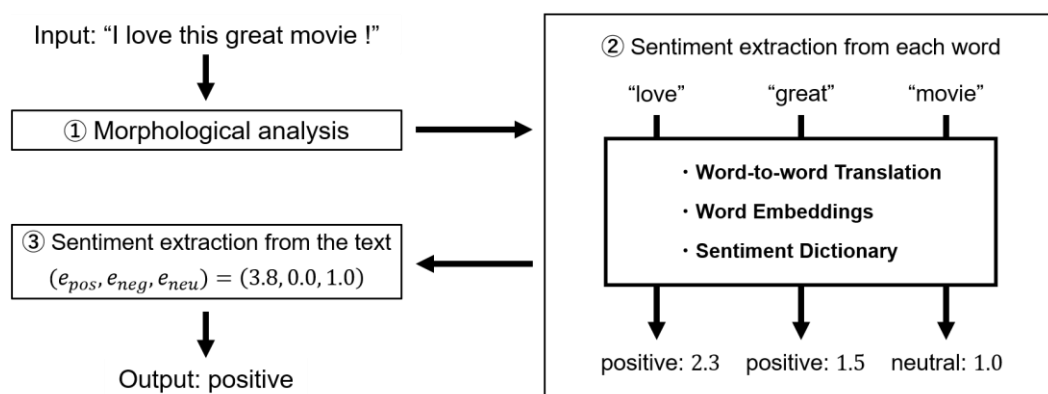 Input: “I love this great movie !”
① Morphological analysis
② Sentiment extraction from each word
“love” “great” “movie”
・Word-to-word Translation
・Word Embeddings
・Sentiment Dictionary
positive: 2.3 positive: 1.5 neutral: 1.0
③ Sentiment extraction from the text
(e_pos, e_neg, e_neu) = (3.8, 0.0, 1.0)
Output: positive